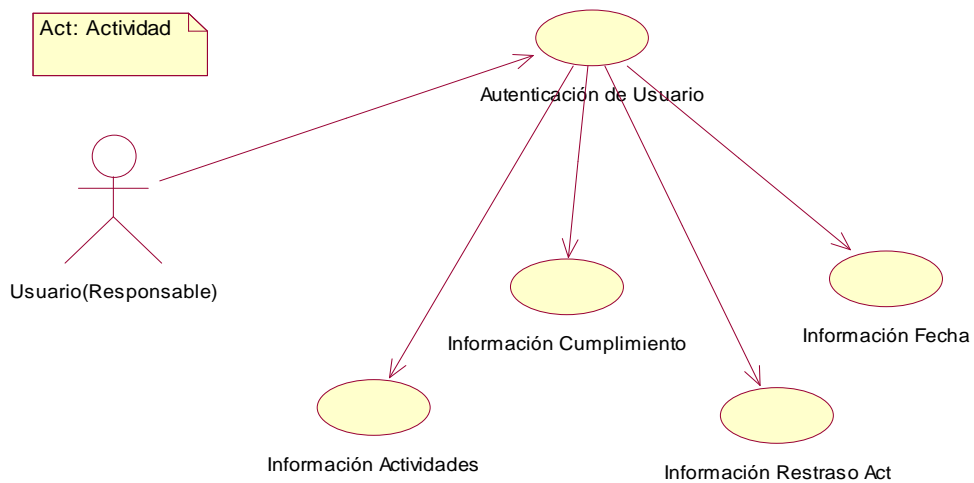 Act: Actividad
Autenticación de Usuario
Usuario(Responsable)
Información Cumplimiento
Información Fecha
Información Actividades
Información Restraso Act